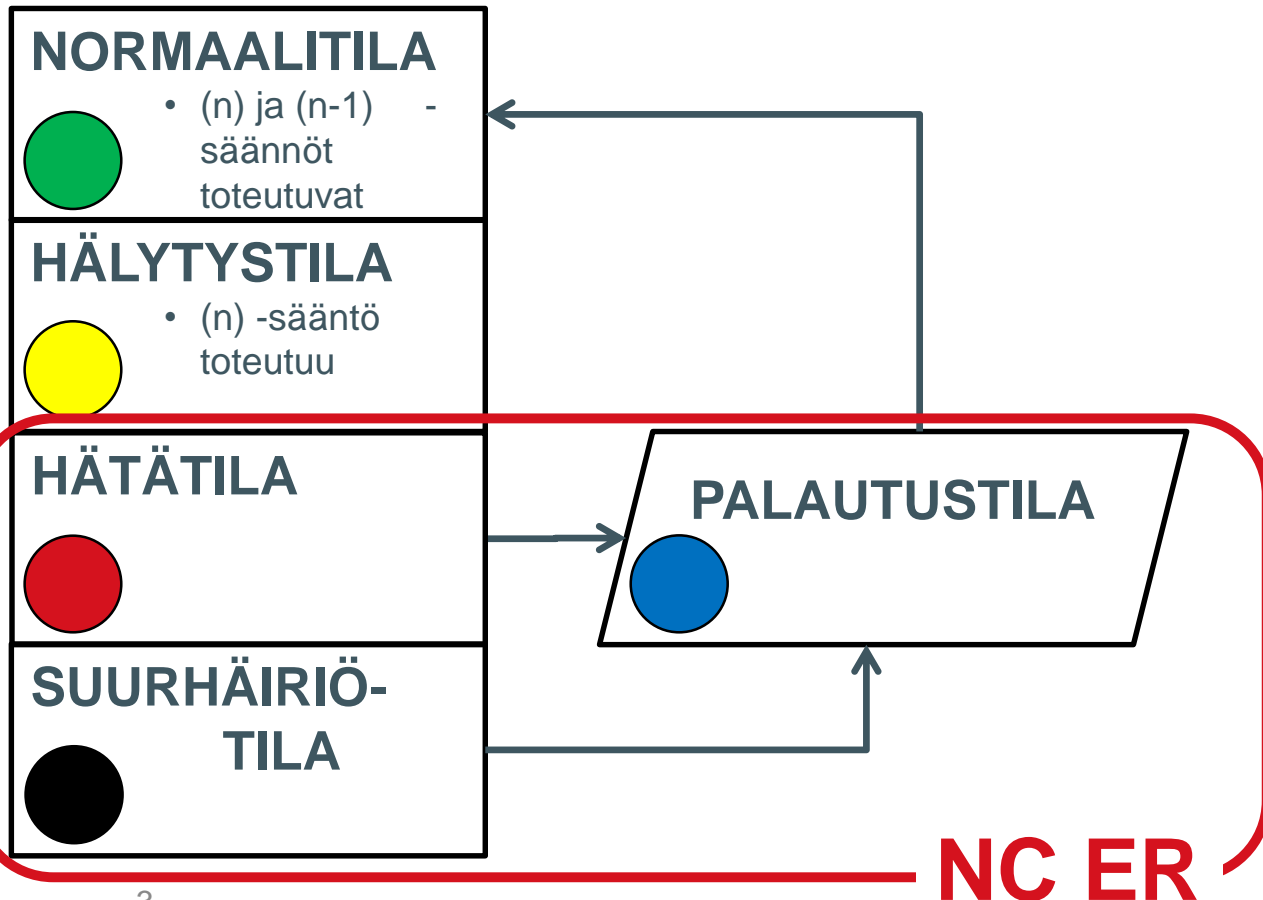 NORMAALITILA
• (n) ja (n-1) -
säännöt
toteutuvat
HÄLYTYSTILA
• (n) -sääntö
toteutuu
HÄTÄTILA
PALAUTUSTILA
SUURHÄIRIÖ-
TILA
NC ER